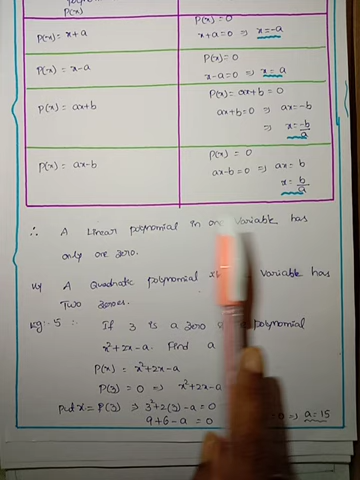 P(x)
P(x) = 0
P(x) = x+a
x+a=0 ⇒ x=-a
P(x) = 0
P(x) = x-a
x-a=0 ⇒ x=a
P(x) = ax+b = 0
P(x) = ax+b
ax+b=0 ⇒ ax=-b
⇒ x=-b/a
P(x) = ax-b
P(x) = 0
ax-b=0 ⇒ ax=b
x=b/a
∴ A Linear polynomial in one variable has
only one zero.
A Quadratic polynomial variable has
Two zeroes.
Eg:-5 :- If 3 is a zero polynomial
x²+2x-a. Find a
P(x) = x²+2x-a
P(3) = 0 ⇒ x²+2x-a
Put x= P(3) ⇒ 3²+2(3)-a=0
9+6-a=0 =0 ⇒ a=15